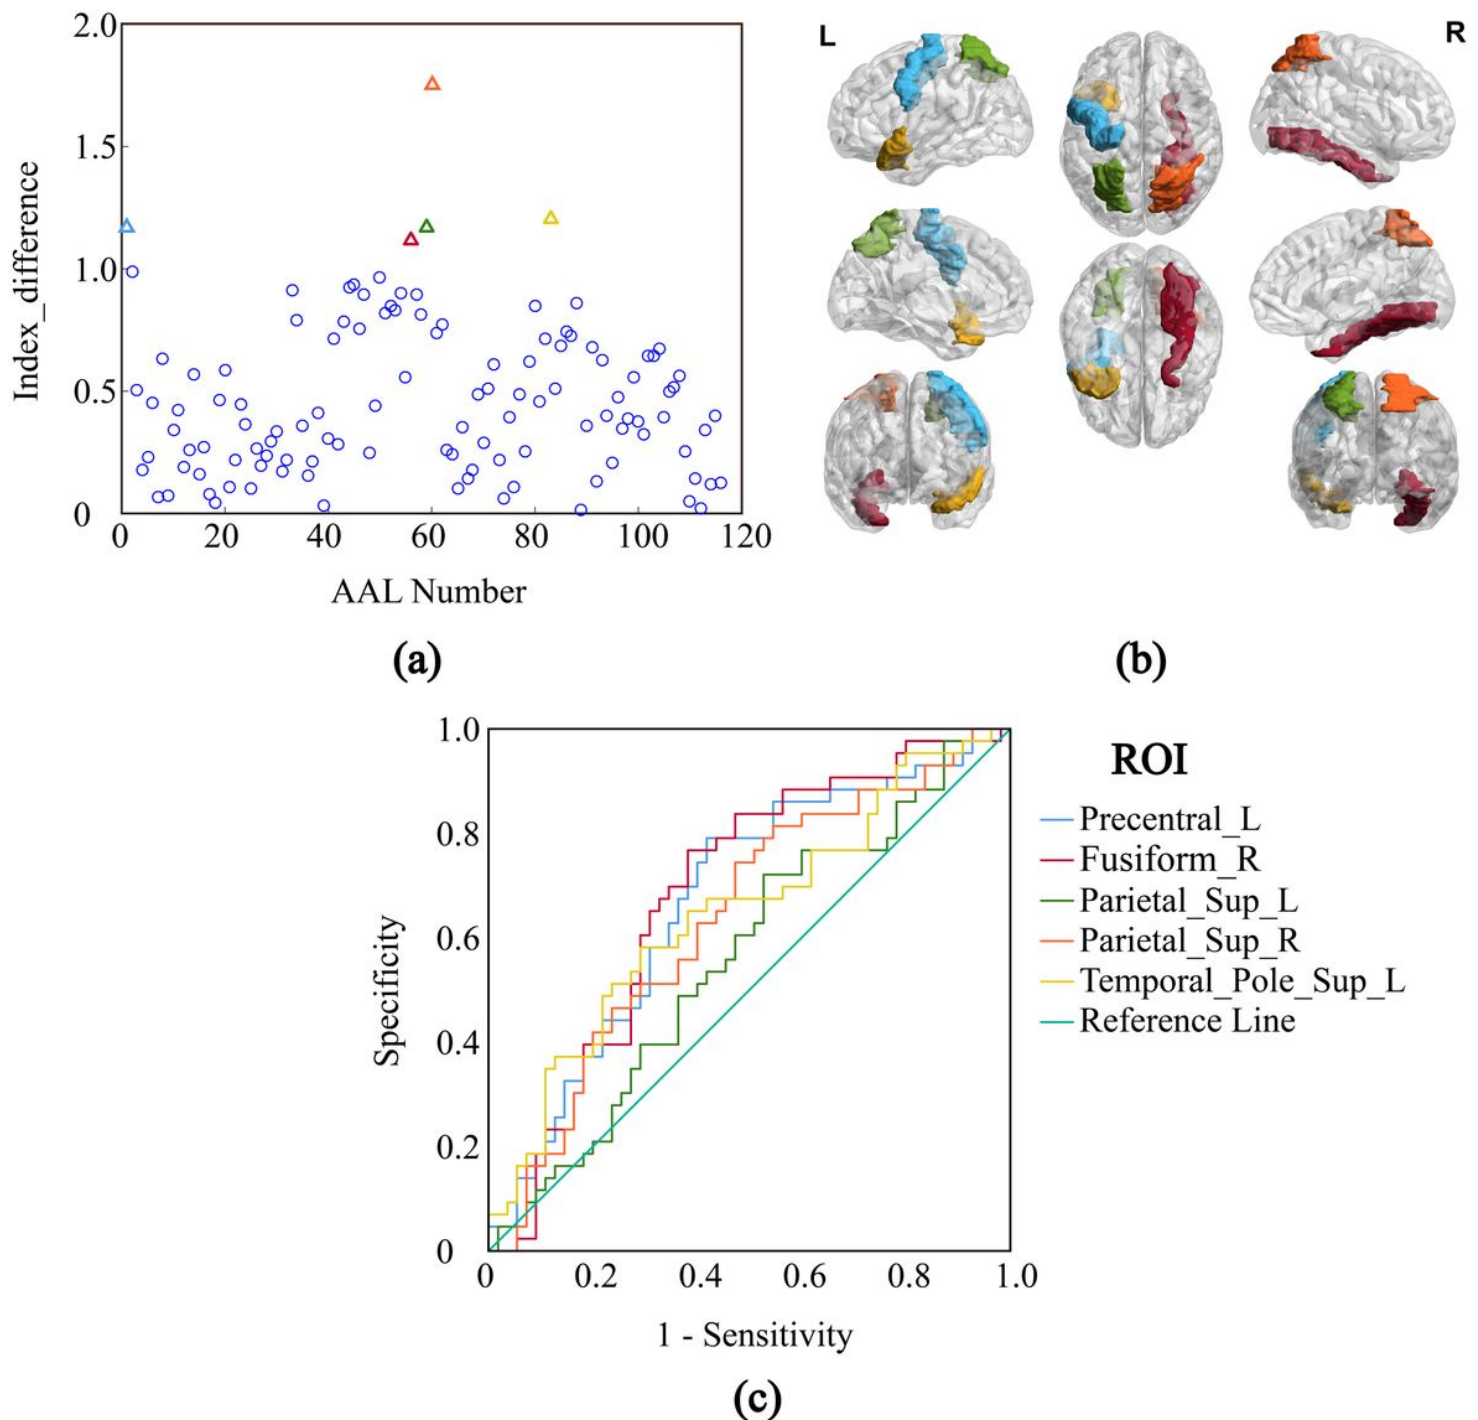 2.0
1.5
1.0
0.5
0
0 20 40 60 80 100 120
Index_difference
AAL Number
(a)
L
R
(b)
1.0
0.8
0.6
0.4
0.2
0
0 0.2 0.4 0.6 0.8 1.0
Specificity
1 - Sensitivity
ROI
Precentral_L
Fusiform_R
Parietal_Sup_L
Parietal_Sup_R
Temporal_Pole_Sup_L
Reference Line
(c)